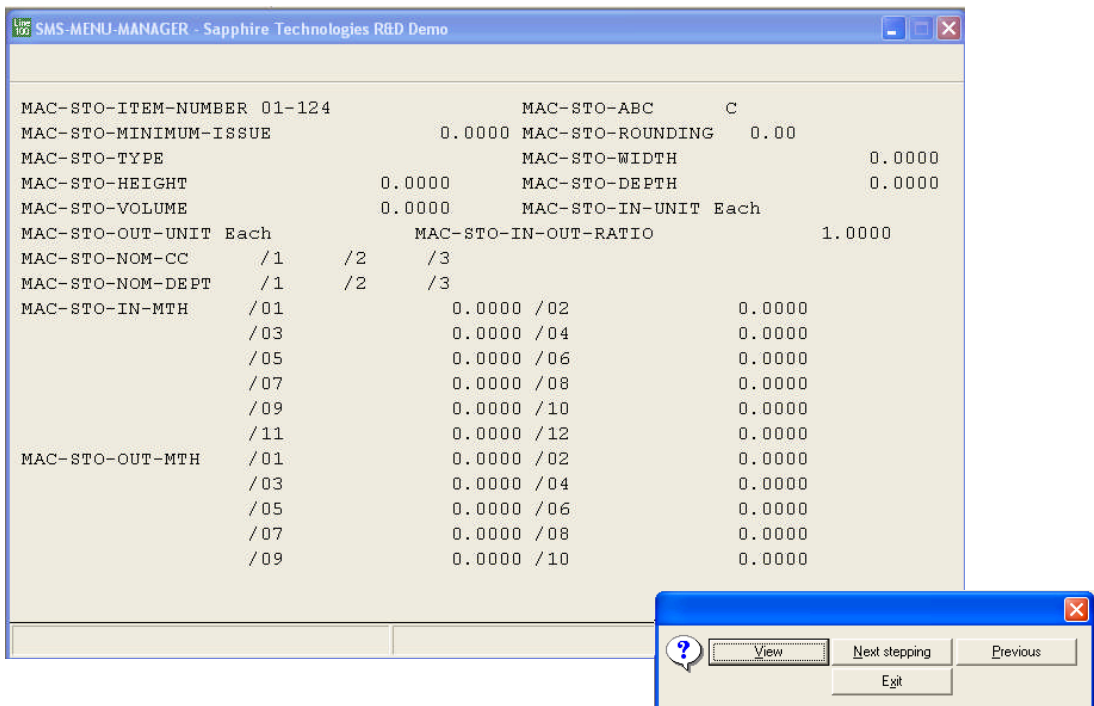 Line 100 SMS-MENU-MANAGER - Sapphire Technologies R&D Demo
MAC-STO-ITEM-NUMBER 01-124 MAC-STO-ABC C
MAC-STO-MINIMUM-ISSUE 0.0000 MAC-STO-ROUNDING 0.00
MAC-STO-TYPE MAC-STO-WIDTH 0.0000
MAC-STO-HEIGHT 0.0000 MAC-STO-DEPTH 0.0000
MAC-STO-VOLUME 0.0000 MAC-STO-IN-UNIT Each
MAC-STO-OUT-UNIT Each MAC-STO-IN-OUT-RATIO 1.0000
MAC-STO-NOM-CC /1 /2 /3
MAC-STO-NOM-DEPT /1 /2 /3
MAC-STO-IN-MTH /01 0.0000 /02 0.0000
/03 0.0000 /04 0.0000
/05 0.0000 /06 0.0000
/07 0.0000 /08 0.0000
/09 0.0000 /10 0.0000
/11 0.0000 /12 0.0000
MAC-STO-OUT-MTH /01 0.0000 /02 0.0000
/03 0.0000 /04 0.0000
/05 0.0000 /06 0.0000
/07 0.0000 /08 0.0000
/09 0.0000 /10 0.0000
? View Next stepping Previous
Exit